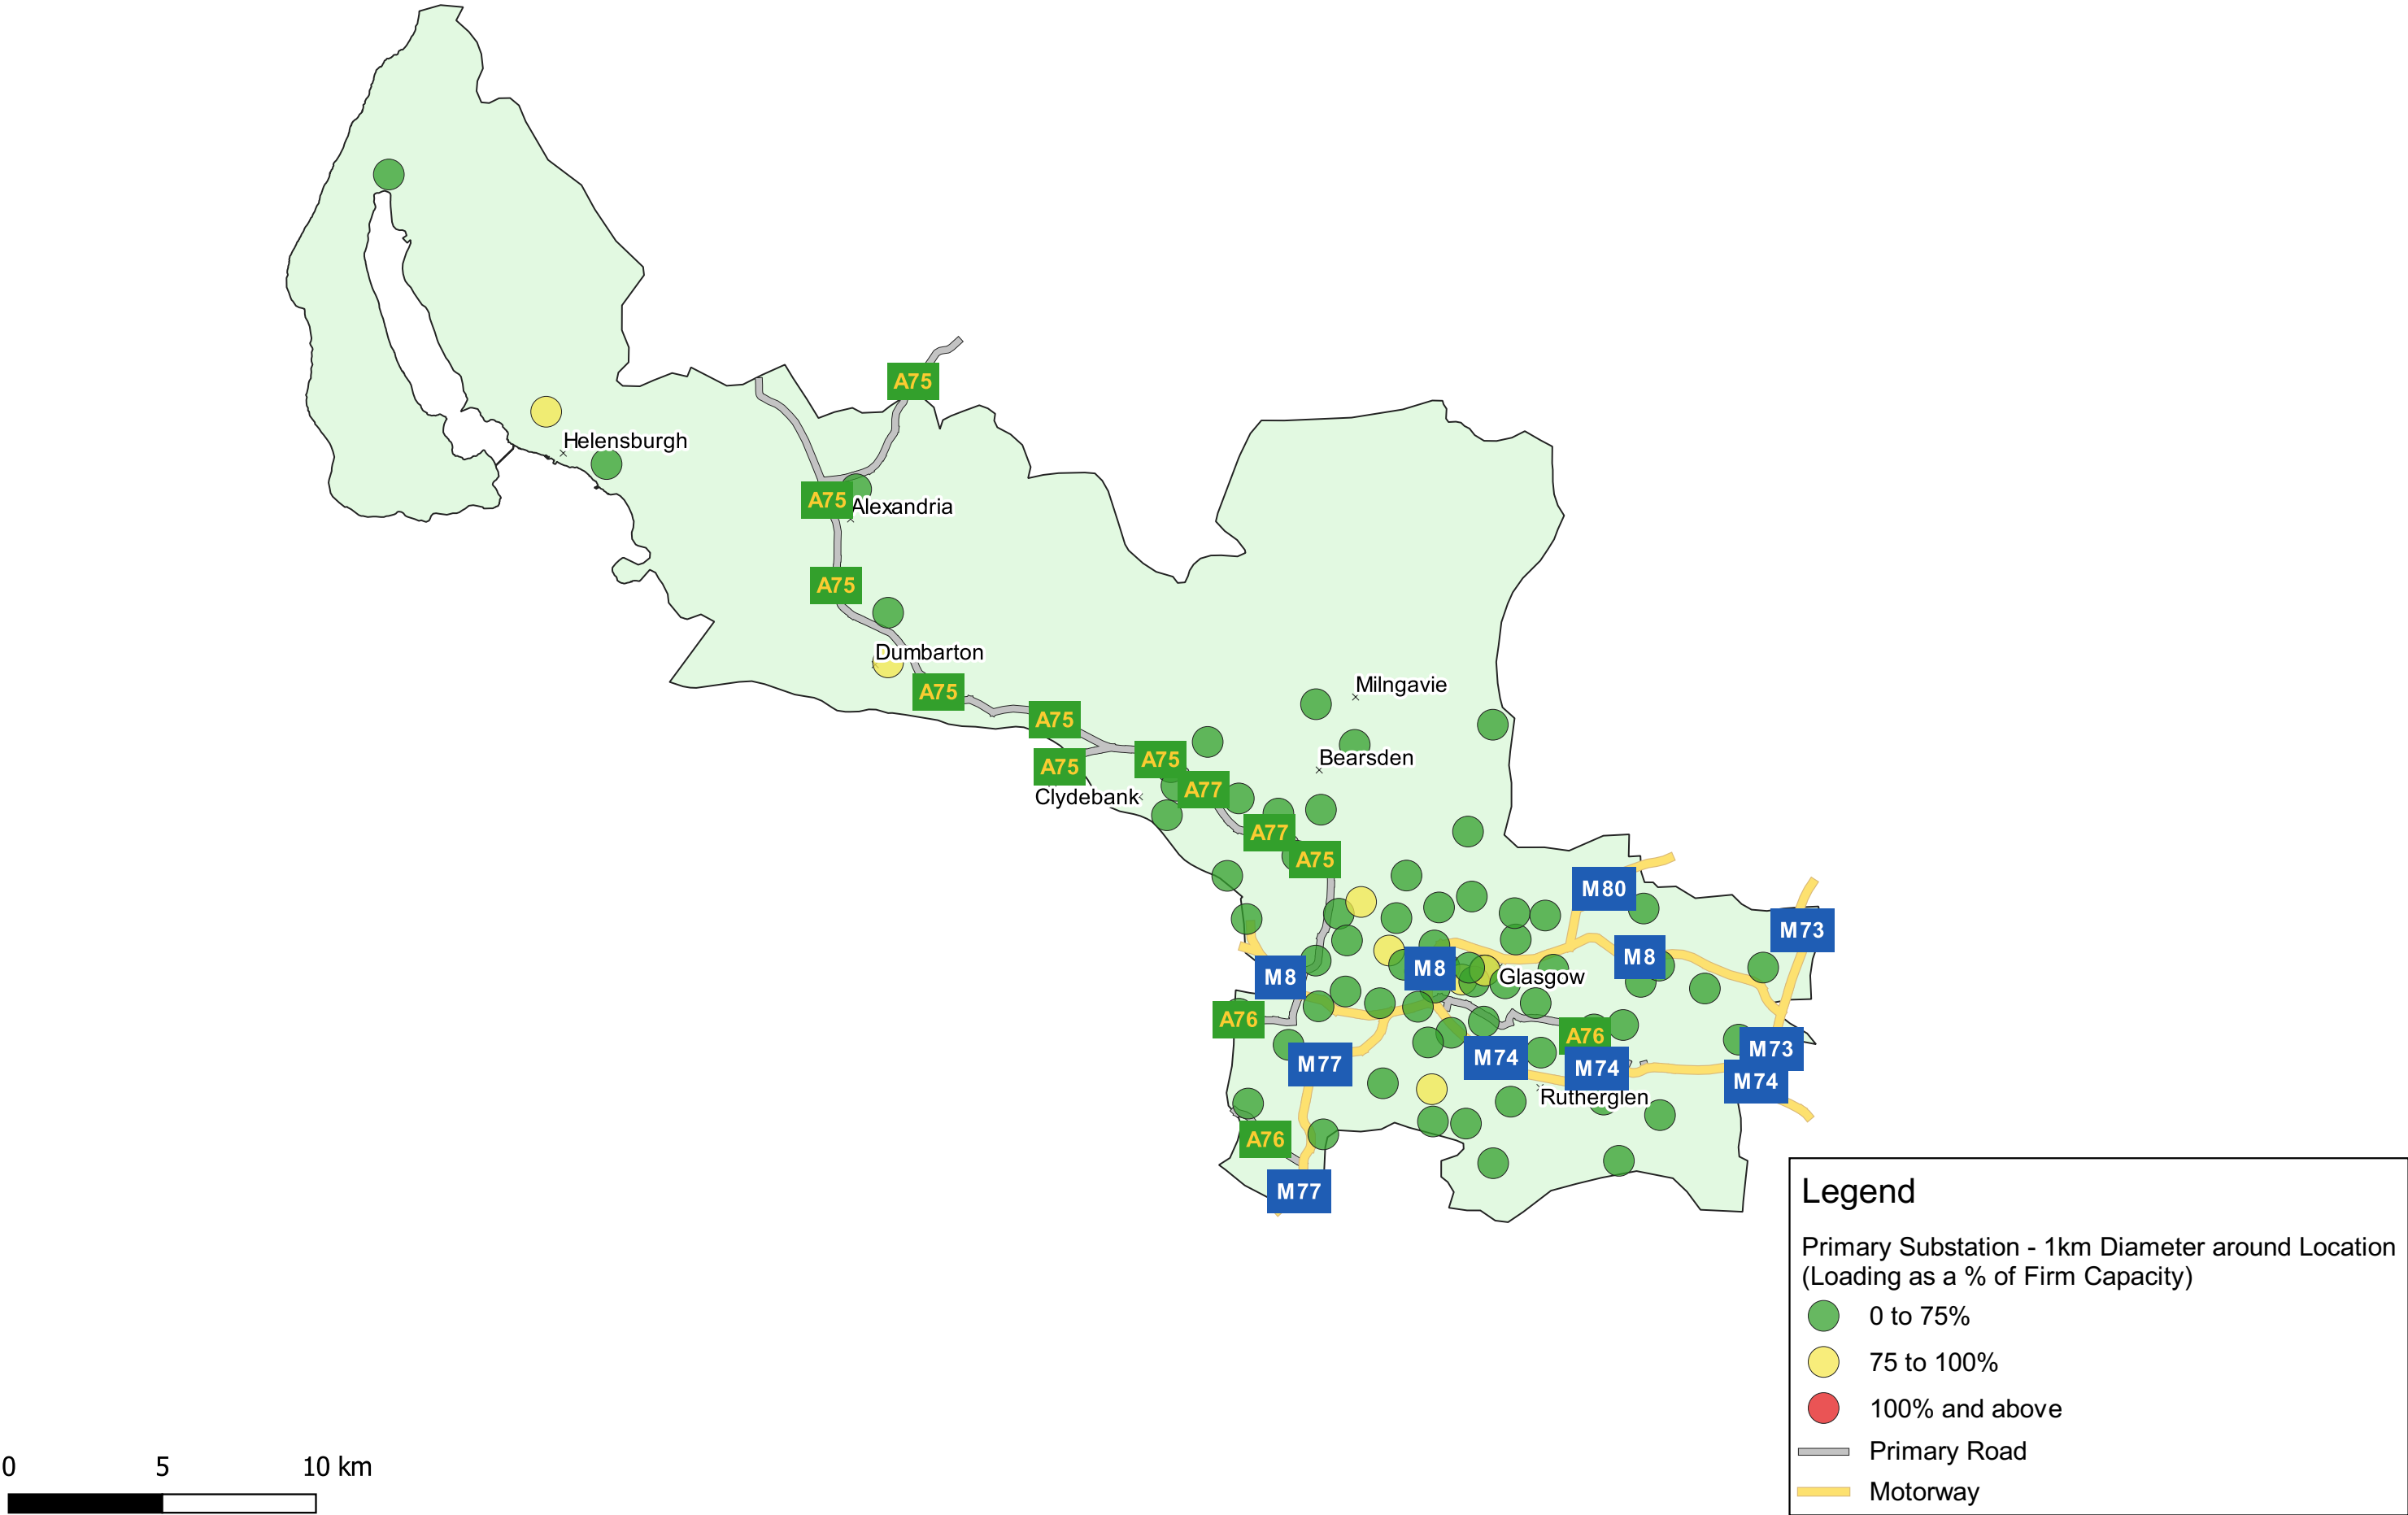 A75
Helensburgh
A75
Alexandria
A75
Dumbarton
A75
Milngavie
A75
A75
Bearsden
A75
A77
Clydebank
A77
A75
M80
M73
M8
M8
M8
Glasgow
A76
A76
M73
M77
M74
M74
M74
Rutherglen
A76
M77
Legend
Primary Substation - 1km Diameter around Location
(Loading as a % of Firm Capacity)
0 to 75%
75 to 100%
100% and above
Primary Road
Motorway
0 5 10 km